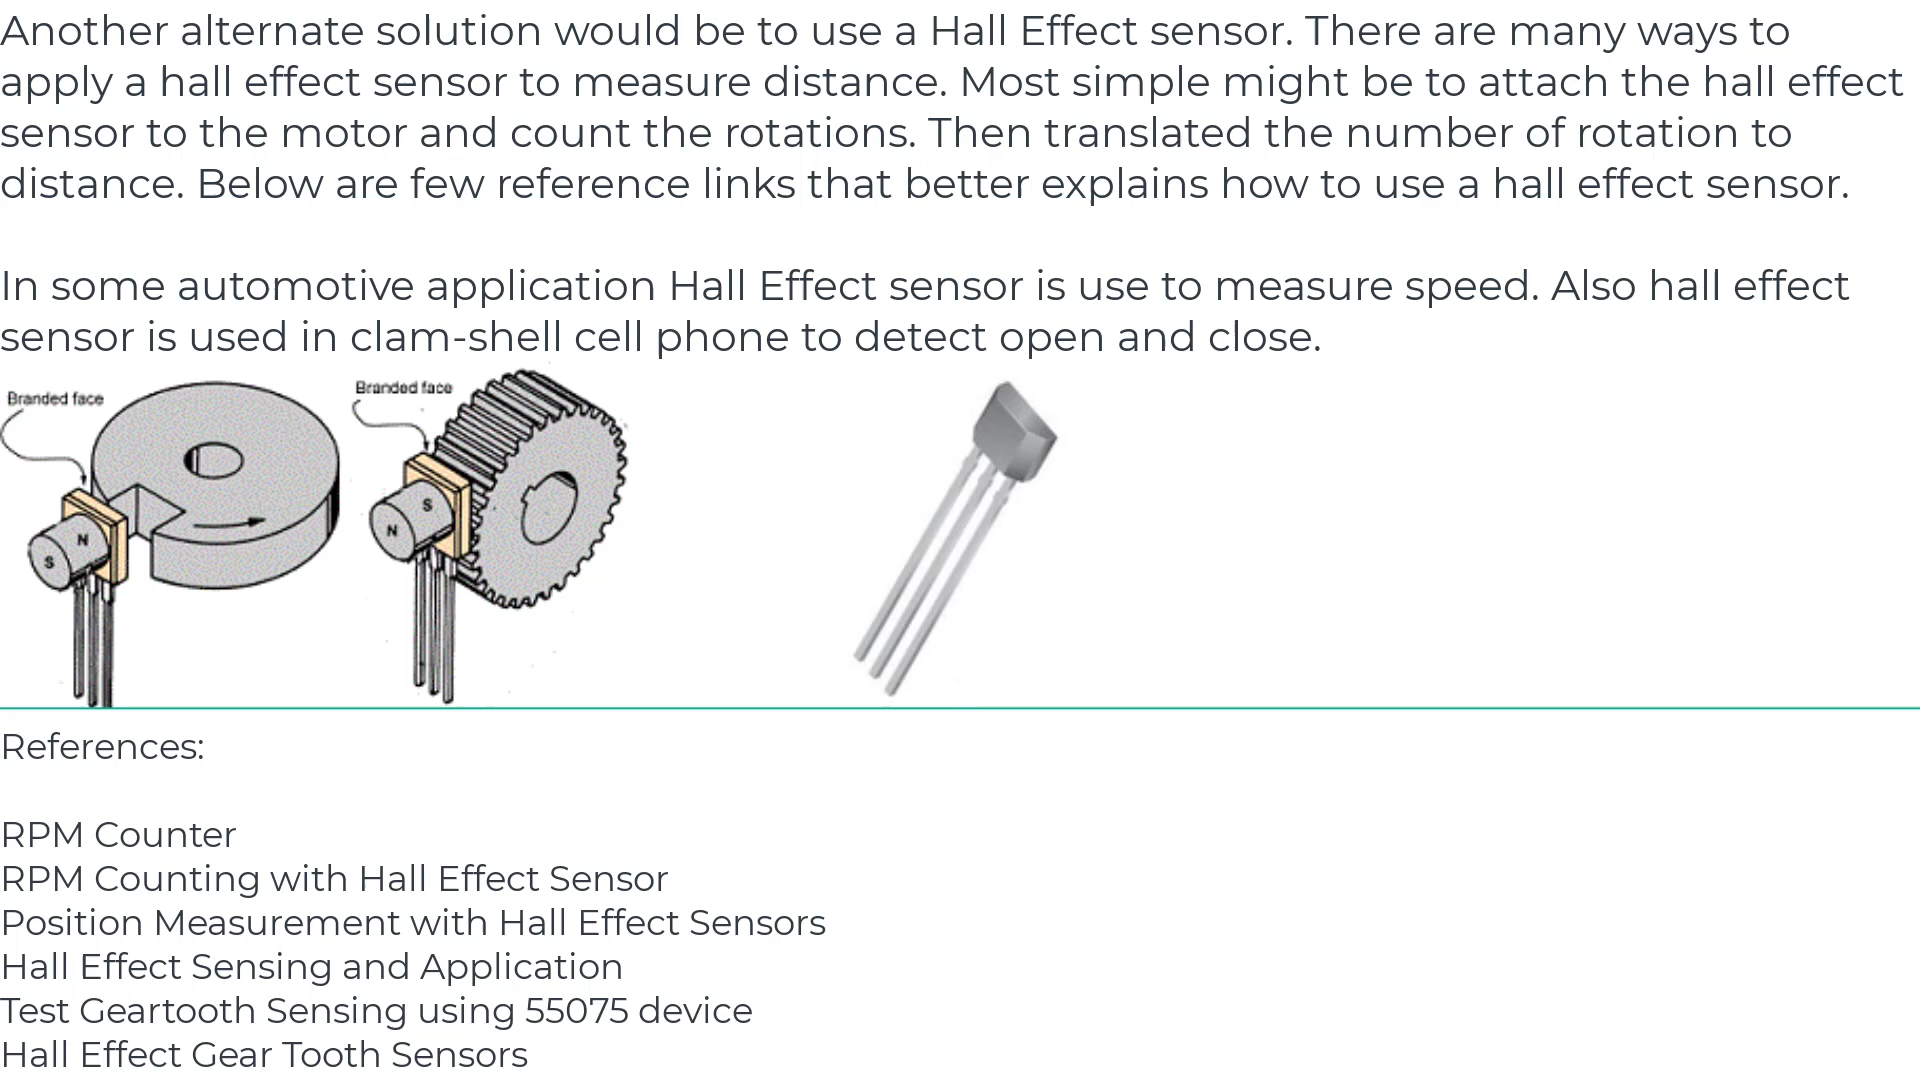 Another alternate solution would be to use a Hall Effect sensor. There are many ways to
apply a hall effect sensor to measure distance. Most simple might be to attach the hall effect
sensor to the motor and count the rotations. Then translated the number of rotation to
distance. Below are few reference links that better explains how to use a hall effect sensor.
In some automotive application Hall Effect sensor is use to measure speed. Also hall effect
sensor is used in clam-shell cell phone to detect open and close.
Branded face
Branded face
S N
N S
References:
RPM Counter
RPM Counting with Hall Effect Sensor
Position Measurement with Hall Effect Sensors
Hall Effect Sensing and Application
Test Geartooth Sensing using 55075 device
Hall Effect Gear Tooth Sensors